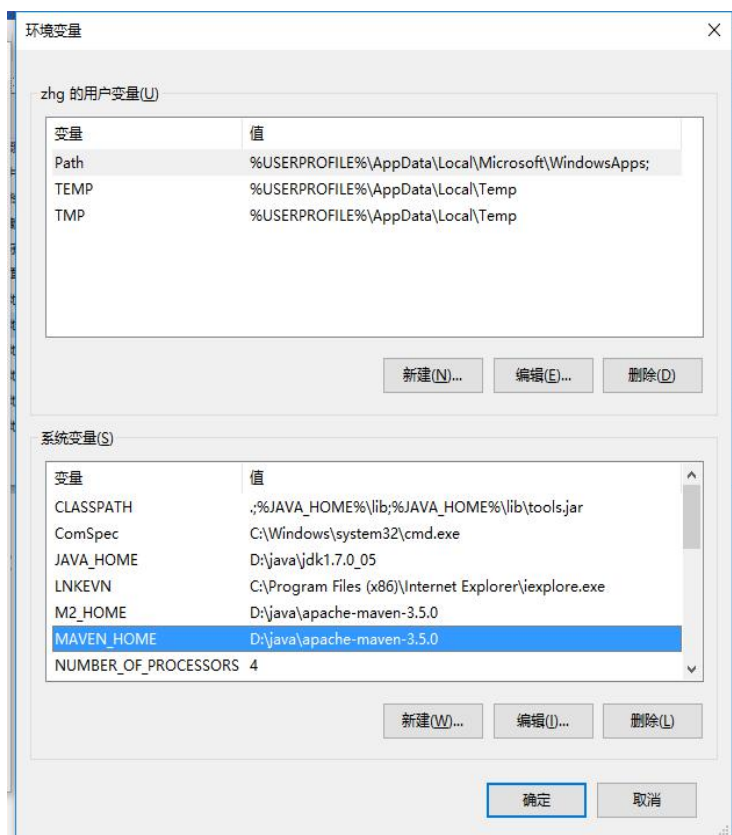 环境变量
zhg 的用户变量(U)
变量 值
Path %USERPROFILE%\AppData\Local\Microsoft\WindowsApps;
TEMP %USERPROFILE%\AppData\Local\Temp
TMP %USERPROFILE%\AppData\Local\Temp
新建(N)... 编辑(E)... 删除(D)
系统变量(S)
变量 值
CLASSPATH .;%JAVA_HOME%\lib;%JAVA_HOME%\lib\tools.jar
ComSpec C:\Windows\system32\cmd.exe
JAVA_HOME D:\java\jdk1.7.0_05
LNKEVN C:\Program Files (x86)\Internet Explorer\iexplore.exe
M2_HOME D:\java\apache-maven-3.5.0
MAVEN_HOME D:\java\apache-maven-3.5.0
NUMBER_OF_PROCESSORS 4
新建(W)... 编辑(I)... 删除(L)
确定 取消